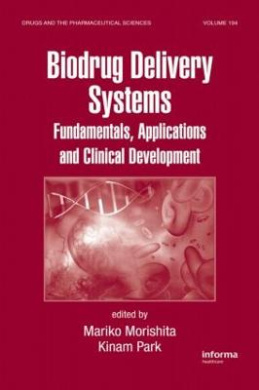 DRUGS AND THE PHARMACEUTICAL SCIENCES VOLUME 194
Biodrug Delivery
Systems
Fundamentals, Applications
and Clinical Development
edited by
Mariko Morishita
Kinam Park
informa
healthcare